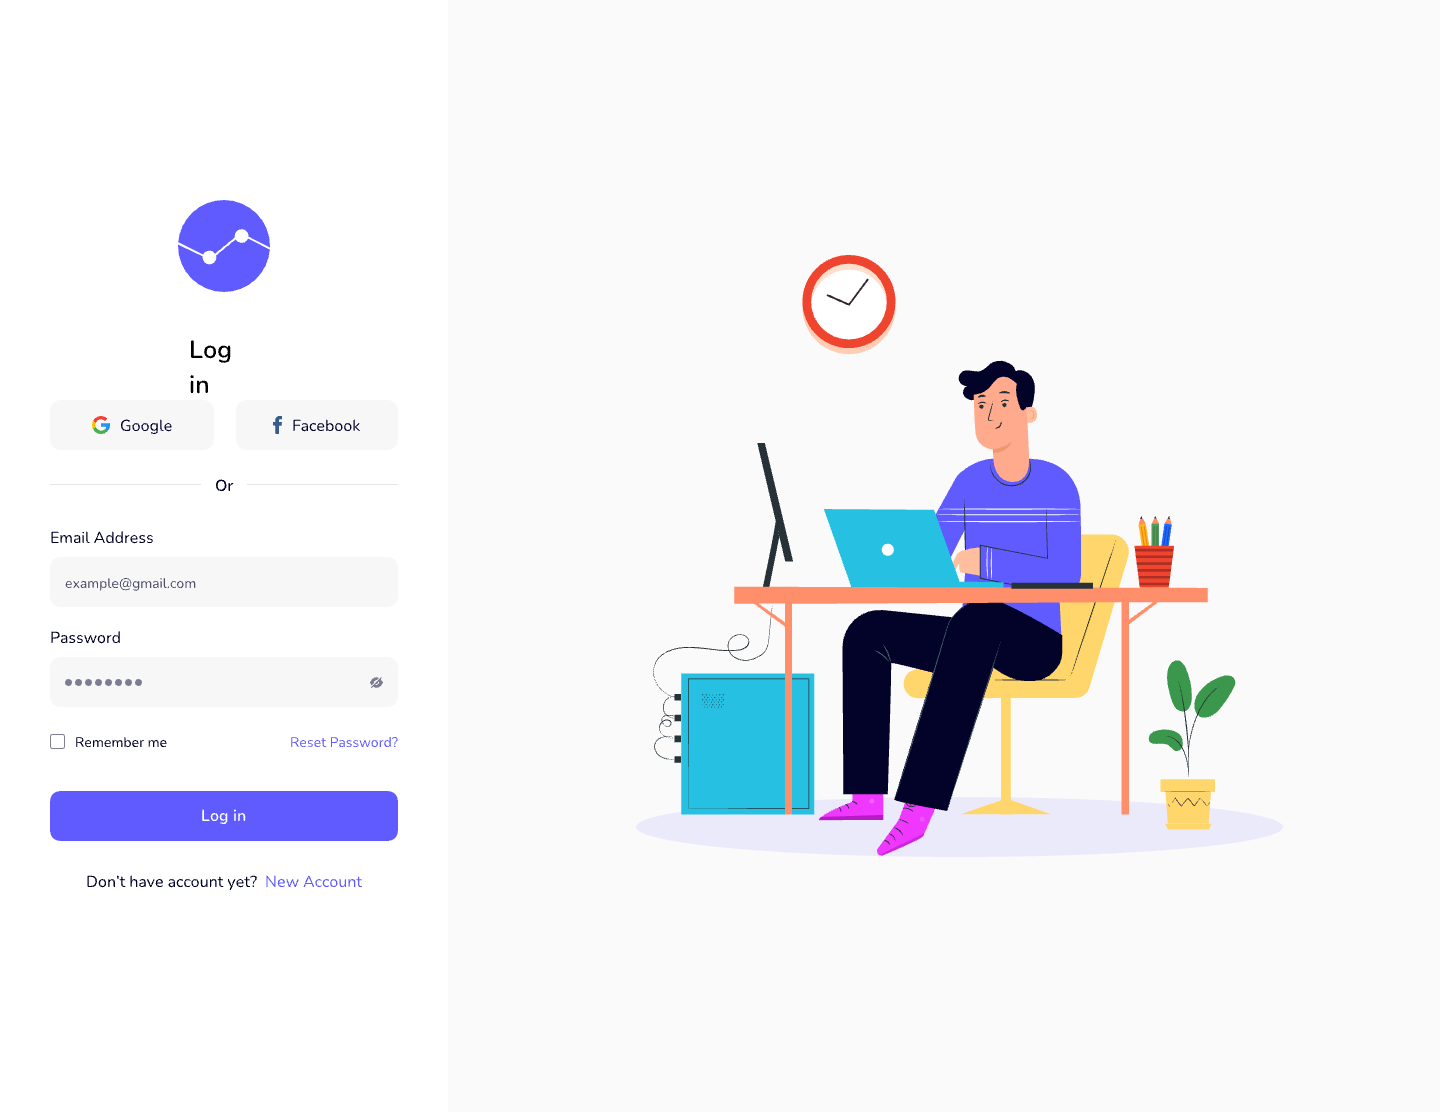 Log
in
Google
Facebook
Or
Email Address
example@gmail.com
Password
Remember me
Reset Password?
Log in
Don't have account yet? New Account